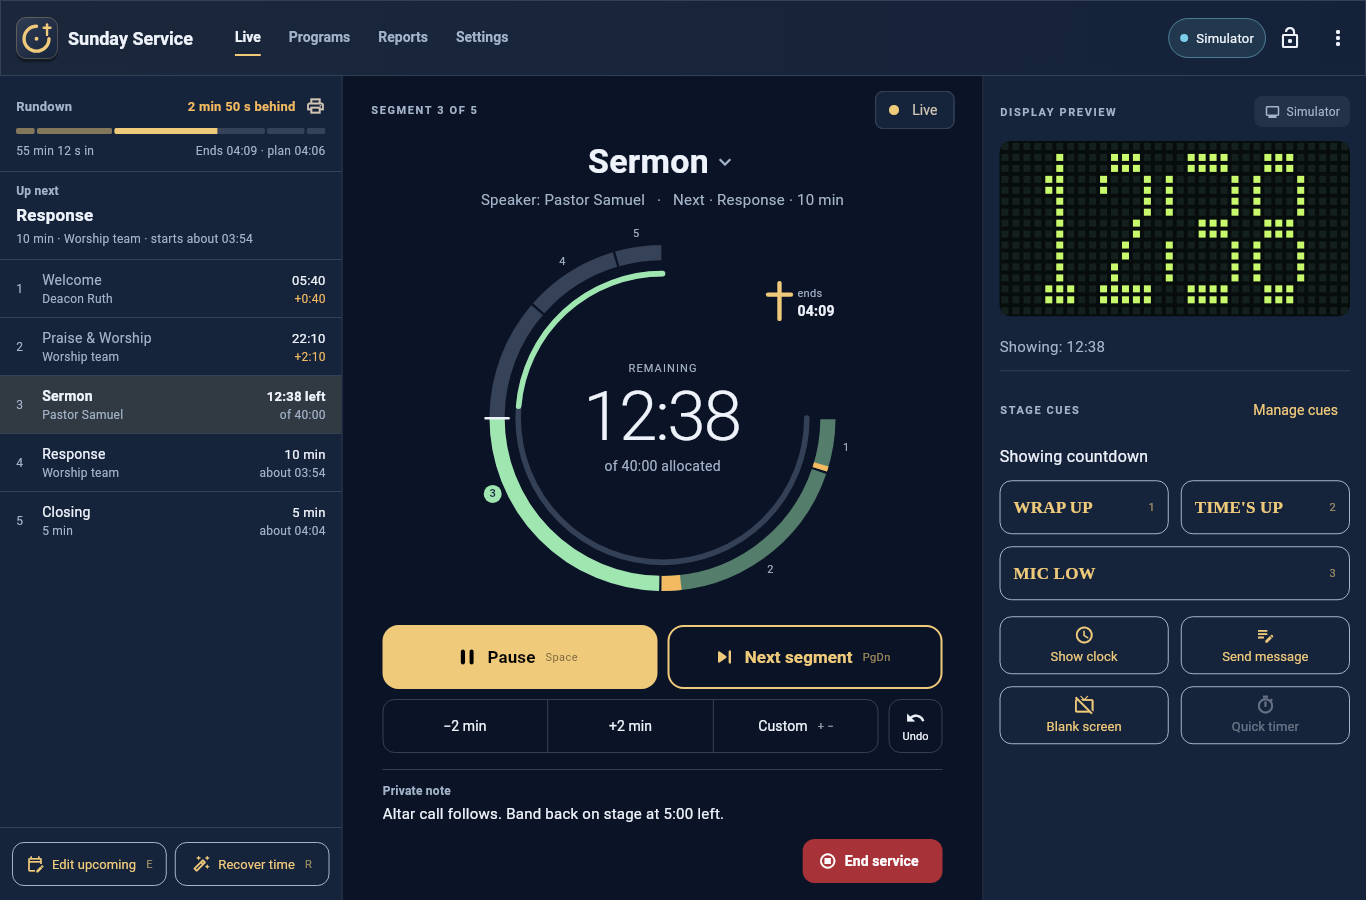 Sunday Service
Live
Programs
Reports
Settings
Simulator
Rundown
2 min 50 s behind
55 min 12 s in
Ends 04:09 · plan 04:06
Up next
Response
10 min · Worship team · starts about 03:54
1
Welcome
05:40
Deacon Ruth
+0:40
2
Praise & Worship
22:10
Worship team
+2:10
3
Sermon
12:38 left
Pastor Samuel
of 40:00
4
Response
10 min
Worship team
about 03:54
5
Closing
5 min
5 min
about 04:04
Edit upcoming E
Recover time R
SEGMENT 3 OF 5
Live
Sermon
Speaker: Pastor Samuel · Next · Response · 10 min
5
4
ends
04:09
REMAINING
12:38
of 40:00 allocated
1
3
2
Pause Space
Next segment PgDn
−2 min
+2 min
Custom + −
Undo
Private note
Altar call follows. Band back on stage at 5:00 left.
End service
DISPLAY PREVIEW
Simulator
12:38
Showing: 12:38
STAGE CUES
Manage cues
Showing countdown
WRAP UP 1
TIME'S UP 2
MIC LOW 3
Show clock
Send message
Blank screen
Quick timer